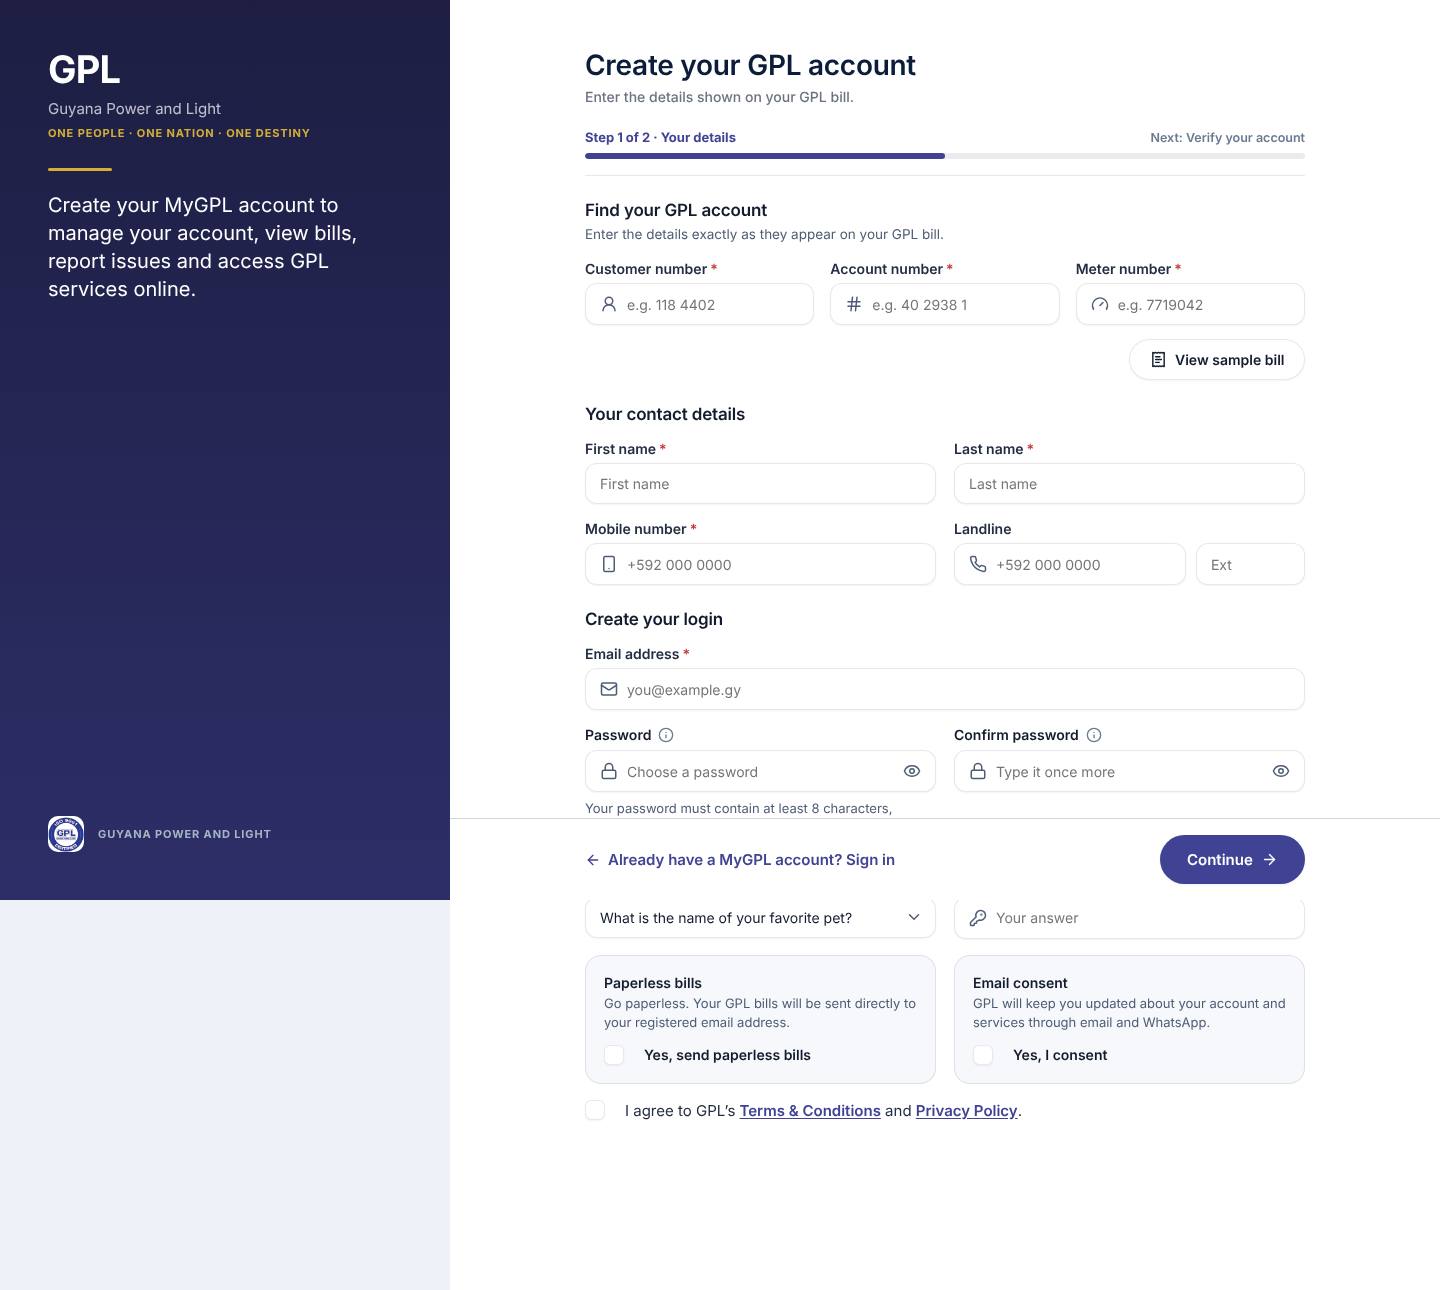 GPL
Guyana Power and Light
ONE PEOPLE · ONE NATION · ONE DESTINY
Create your MyGPL account to
manage your account, view bills,
report issues and access GPL
services online.
GPL
GUYANA POWER AND LIGHT
Create your GPL account
Enter the details shown on your GPL bill.
Step 1 of 2 · Your details
Next: Verify your account
Find your GPL account
Enter the details exactly as they appear on your GPL bill.
Customer number *
Account number *
Meter number *
e.g. 118 4402
e.g. 40 2938 1
e.g. 7719042
View sample bill
Your contact details
First name *
Last name *
First name
Last name
Mobile number *
Landline
+592 000 0000
+592 000 0000
Ext
Create your login
Email address *
you@example.gy
Password
Confirm password
Choose a password
Type it once more
Your password must contain at least 8 characters,
Already have a MyGPL account? Sign in
Continue
What is the name of your favorite pet?
Your answer
Paperless bills
Go paperless. Your GPL bills will be sent directly to
your registered email address.
Yes, send paperless bills
Email consent
GPL will keep you updated about your account and
services through email and WhatsApp.
Yes, I consent
I agree to GPL’s Terms & Conditions and Privacy Policy.